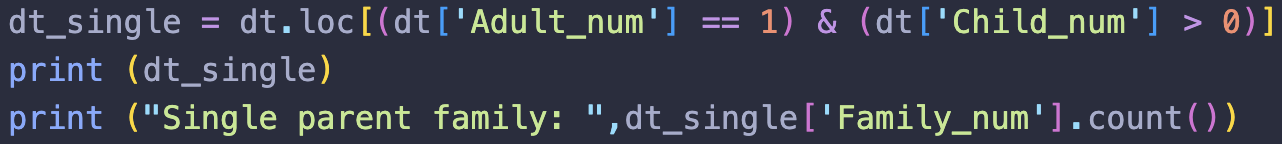 dt_single = dt.loc[(dt['Adult_num'] == 1) & (dt['Child_num'] > 0)]
print (dt_single)
print ("Single parent family: ",dt_single['Family_num'].count())